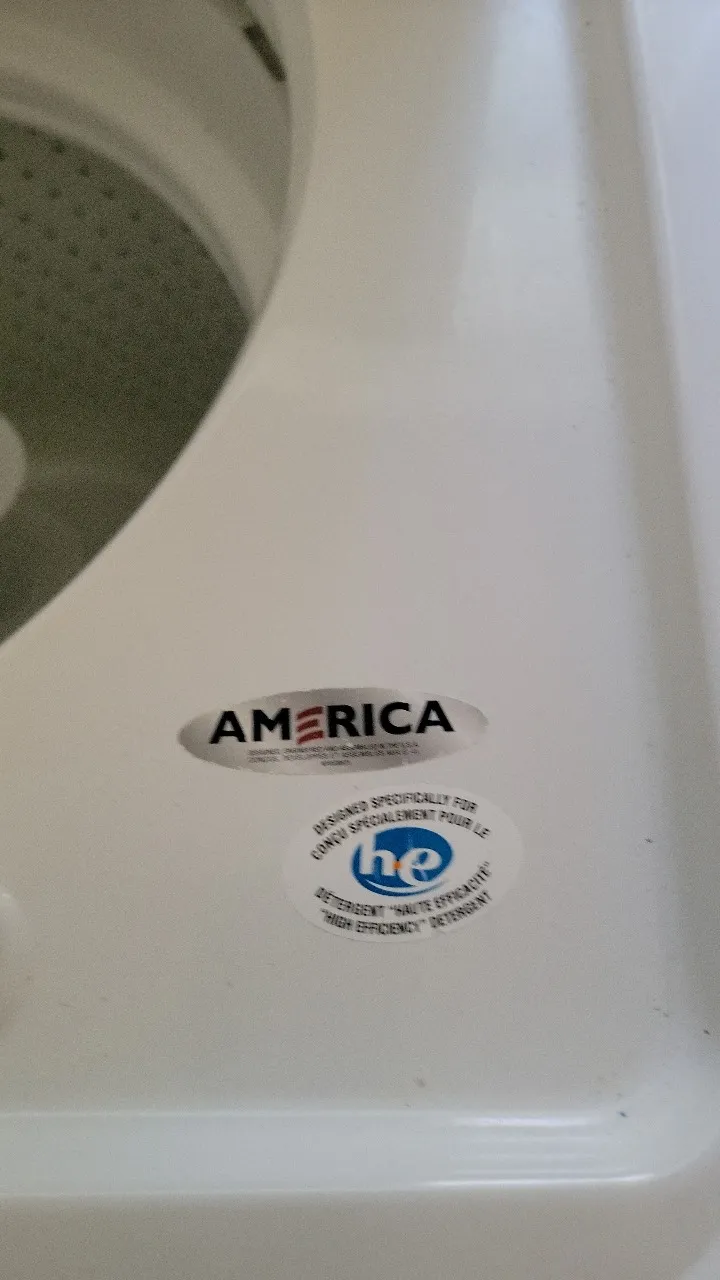 AMERICA
DESIGNED SPECIFICALLY FOR
CONÇU SPÉCIALEMENT POUR LE
he
DÉTERGENT "HAUTE EFFICACITÉ"
"HIGH EFFICIENCY" DETERGENT